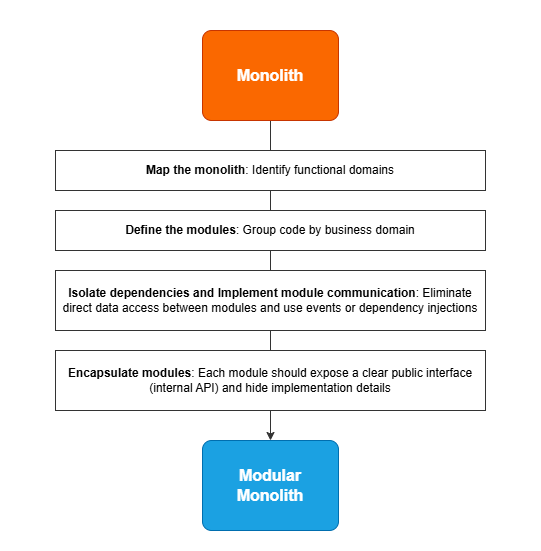 Monolith
Map the monolith: Identify functional domains
Define the modules: Group code by business domain
Isolate dependencies and Implement module communication: Eliminate
direct data access between modules and use events or dependency injections
Encapsulate modules: Each module should expose a clear public interface
(internal API) and hide implementation details
Modular
Monolith